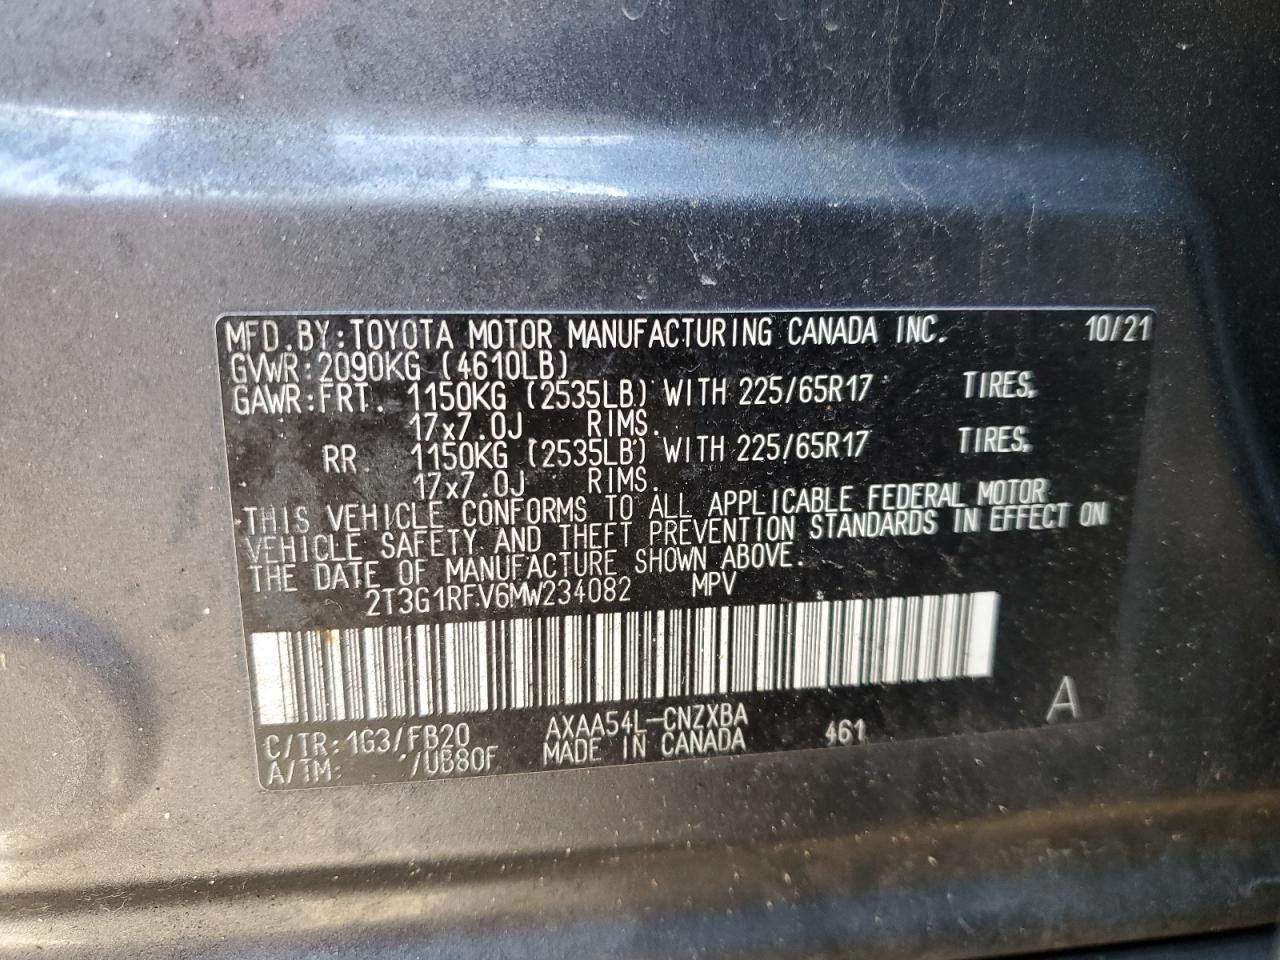 MFD.BY:TOYOTA MOTOR MANUFACTURING CANADA INC. 10/21
GVWR:2090KG (4610LB)
GAWR:FRT. 1150KG (2535LB) WITH 225/65R17 TIRES,
17x7.0J RIMS.
RR. 1150KG (2535LB) WITH 225/65R17 TIRES,
17x7.0J RIMS.
THIS VEHICLE CONFORMS TO ALL APPLICABLE FEDERAL MOTOR
VEHICLE SAFETY AND THEFT PREVENTION STANDARDS IN EFFECT ON
THE DATE OF MANUFACTURE SHOWN ABOVE.
2T3G1RFV6MW234082 MPV
C/TR:1G3/FB20 AXAA54L-CNZXBA 461 A
A/TM: /UB80F MADE IN CANADA